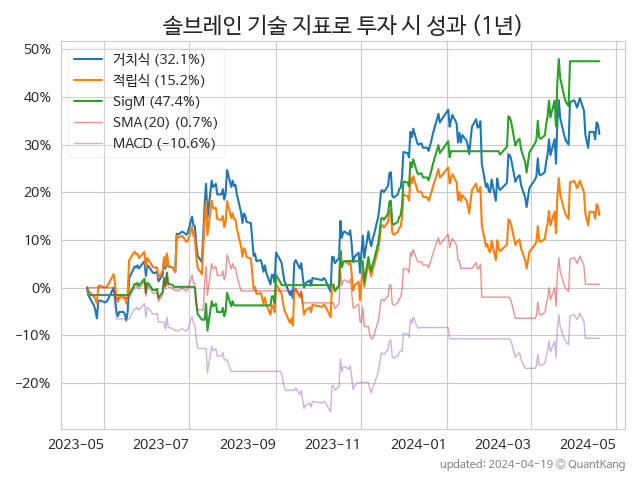 솔브레인 기술 지표로 투자 시 성과 (1년)
50%
40%
30%
20%
10%
0%
−10%
−20%
거치식 (32.1%)
적립식 (15.2%)
SigM (47.4%)
SMA(20) (0.7%)
MACD (−10.6%)
2023-05
2023-07
2023-09
2023-11
2024-01
2024-03
2024-05
updated: 2024-04-19 © QuantKang